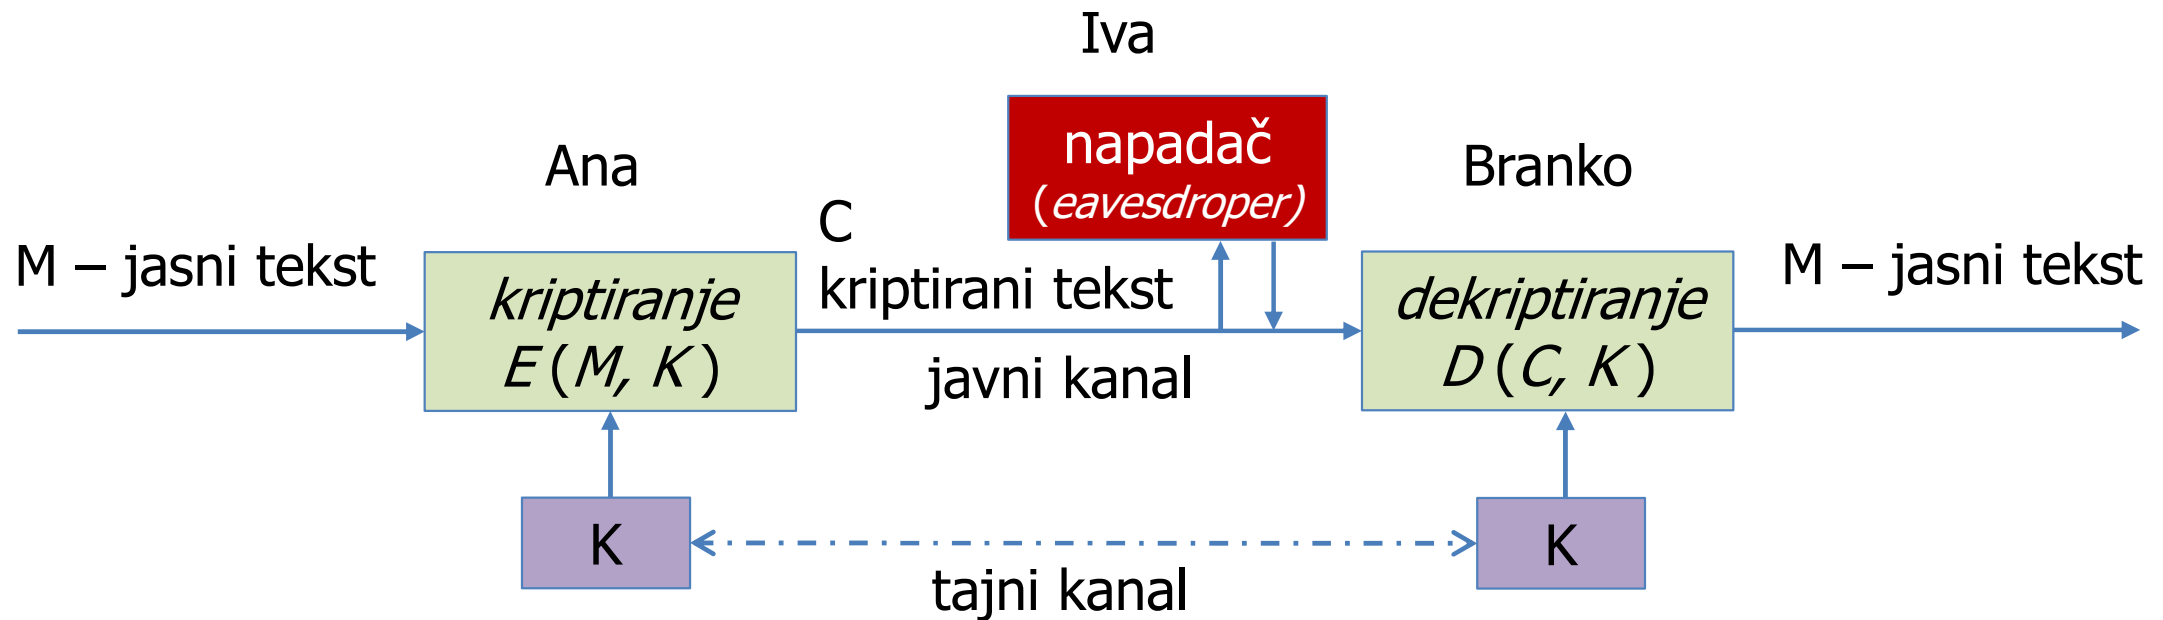 Iva
napadač
(eavesdroper)
Ana
Branko
M – jasni tekst
C
kriptirani tekst
javni kanal
kriptiranje
E (M, K )
dekriptiranje
D (C, K )
M – jasni tekst
K
K
tajni kanal